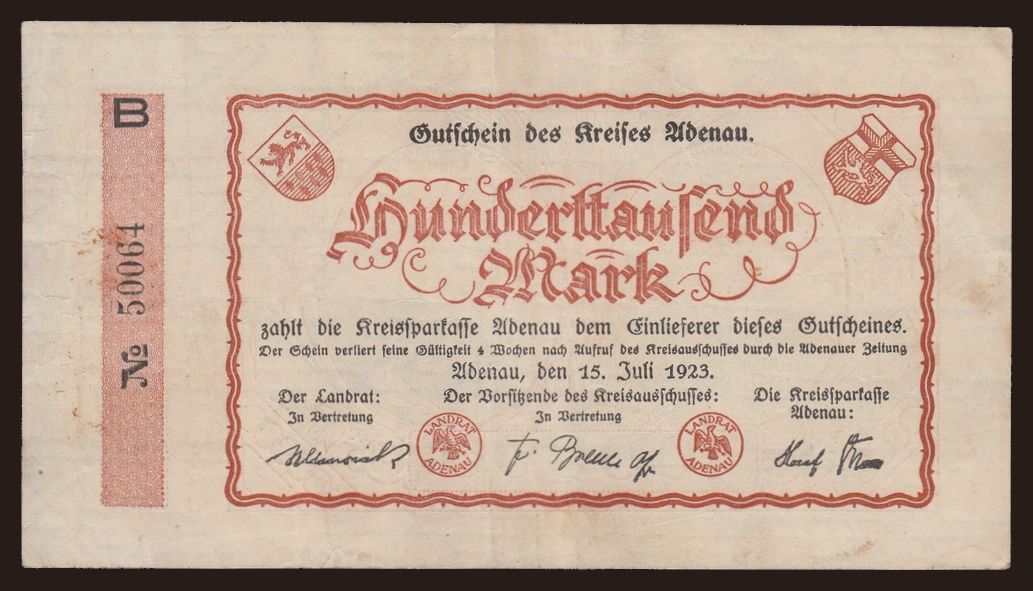 B
№ 50064
Gutschein des Kreises Adenau.
Hunderttausend
Mark
zahlt die Kreissparkasse Adenau dem Einlieferer dieses Gutscheines.
Der Schein verliert seine Gültigkeit 4 Wochen nach Aufruf des Kreisausschusses durch die Adenauer Zeitung
Adenau, den 15. Juli 1923.
Der Landrat: Der Vorsitzende des Kreisausschusses: Die Kreissparkasse
In Vertretung In Vertretung Adenau:
LANDRAT ADENAU
LANDRAT ADENAU